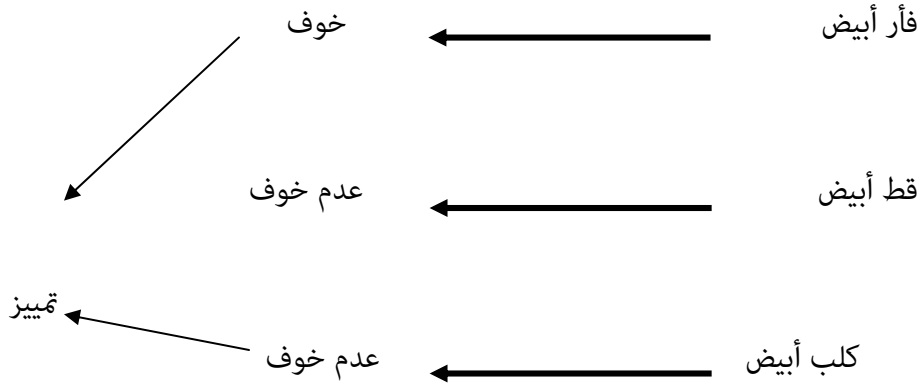 فأر أبيض خوف
قط أبيض عدم خوف
تمييز
كلب أبيض عدم خوف